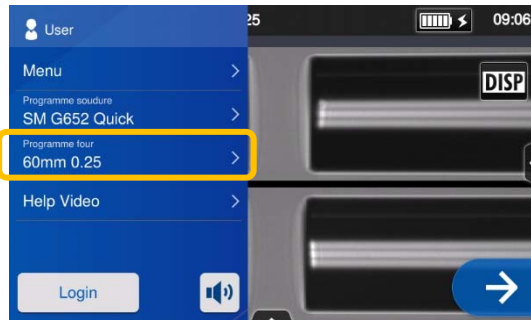 User
25
09:06
Menu
DISP
Programme soudure
SM G652 Quick
Programme four
60mm 0.25
Help Video
Login